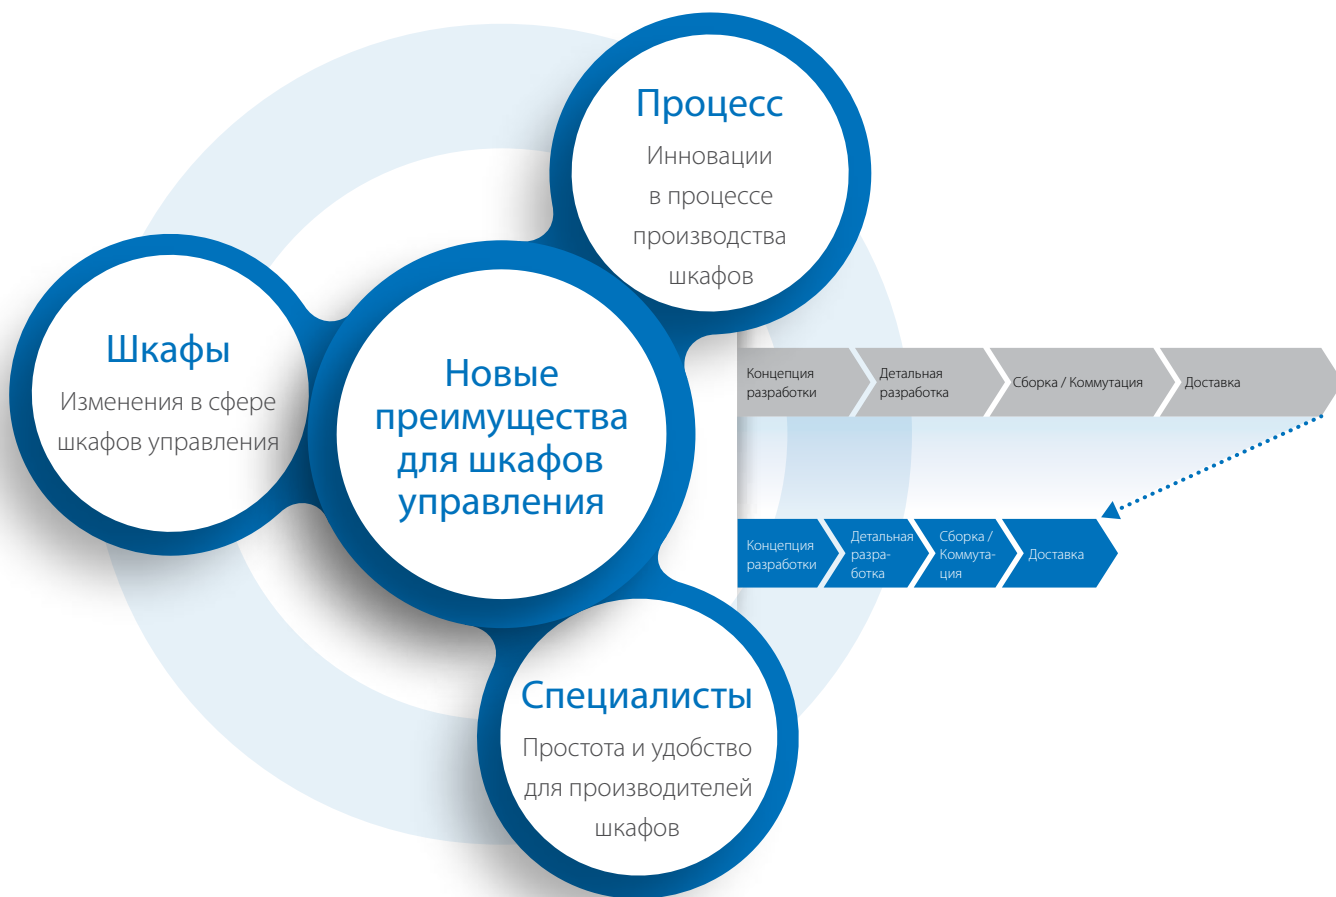 Процесс
Инновации
в процессе
производства
шкафов
Шкафы
Изменения в сфере
шкафов управления
Новые
преимущества
для шкафов
управления
Концепция
разработки
Детальная
разработка
Сборка / Коммутация
Доставка
Концепция
разработки
Детальная
разра-
ботка
Сборка /
Коммута-
ция
Доставка
Специалисты
Простота и удобство
для производителей
шкафов